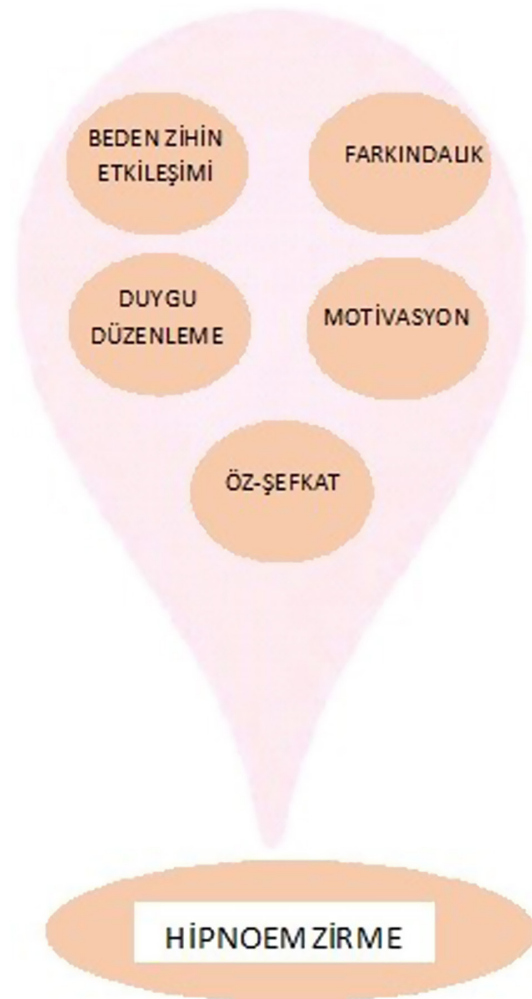 BEDEN ZİHİN
ETKİLEŞİMİ
FARKINDALIK
DUYGU
DÜZENLEME
MOTİVASYON
ÖZ-ŞEFKAT
HİPNOEMZİRME